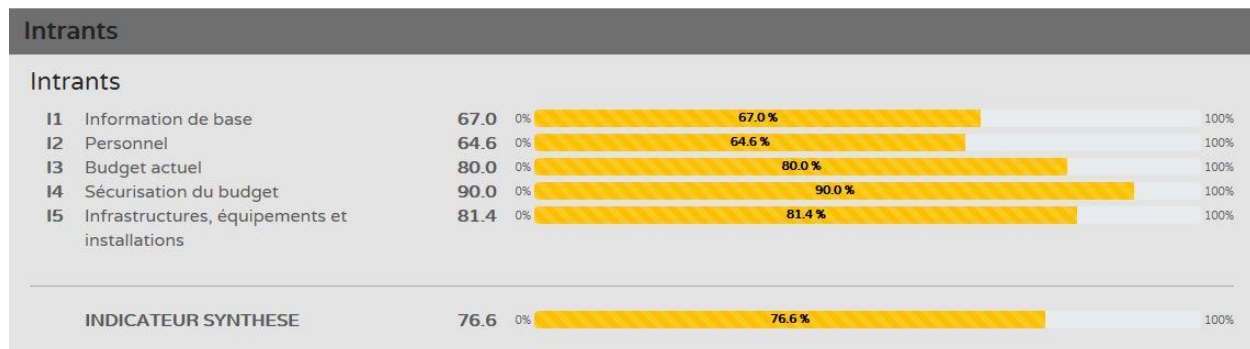 Intrants
Intrants
I1 Information de base 67.0 0% 67.0 % 100%
I2 Personnel 64.6 0% 64.6 % 100%
I3 Budget actuel 80.0 0% 80.0 % 100%
I4 Sécurisation du budget 90.0 0% 90.0 % 100%
I5 Infrastructures, équipements et 81.4 0% 81.4 % 100%
installations
INDICATEUR SYNTHESE 76.6 0% 76.6 % 100%